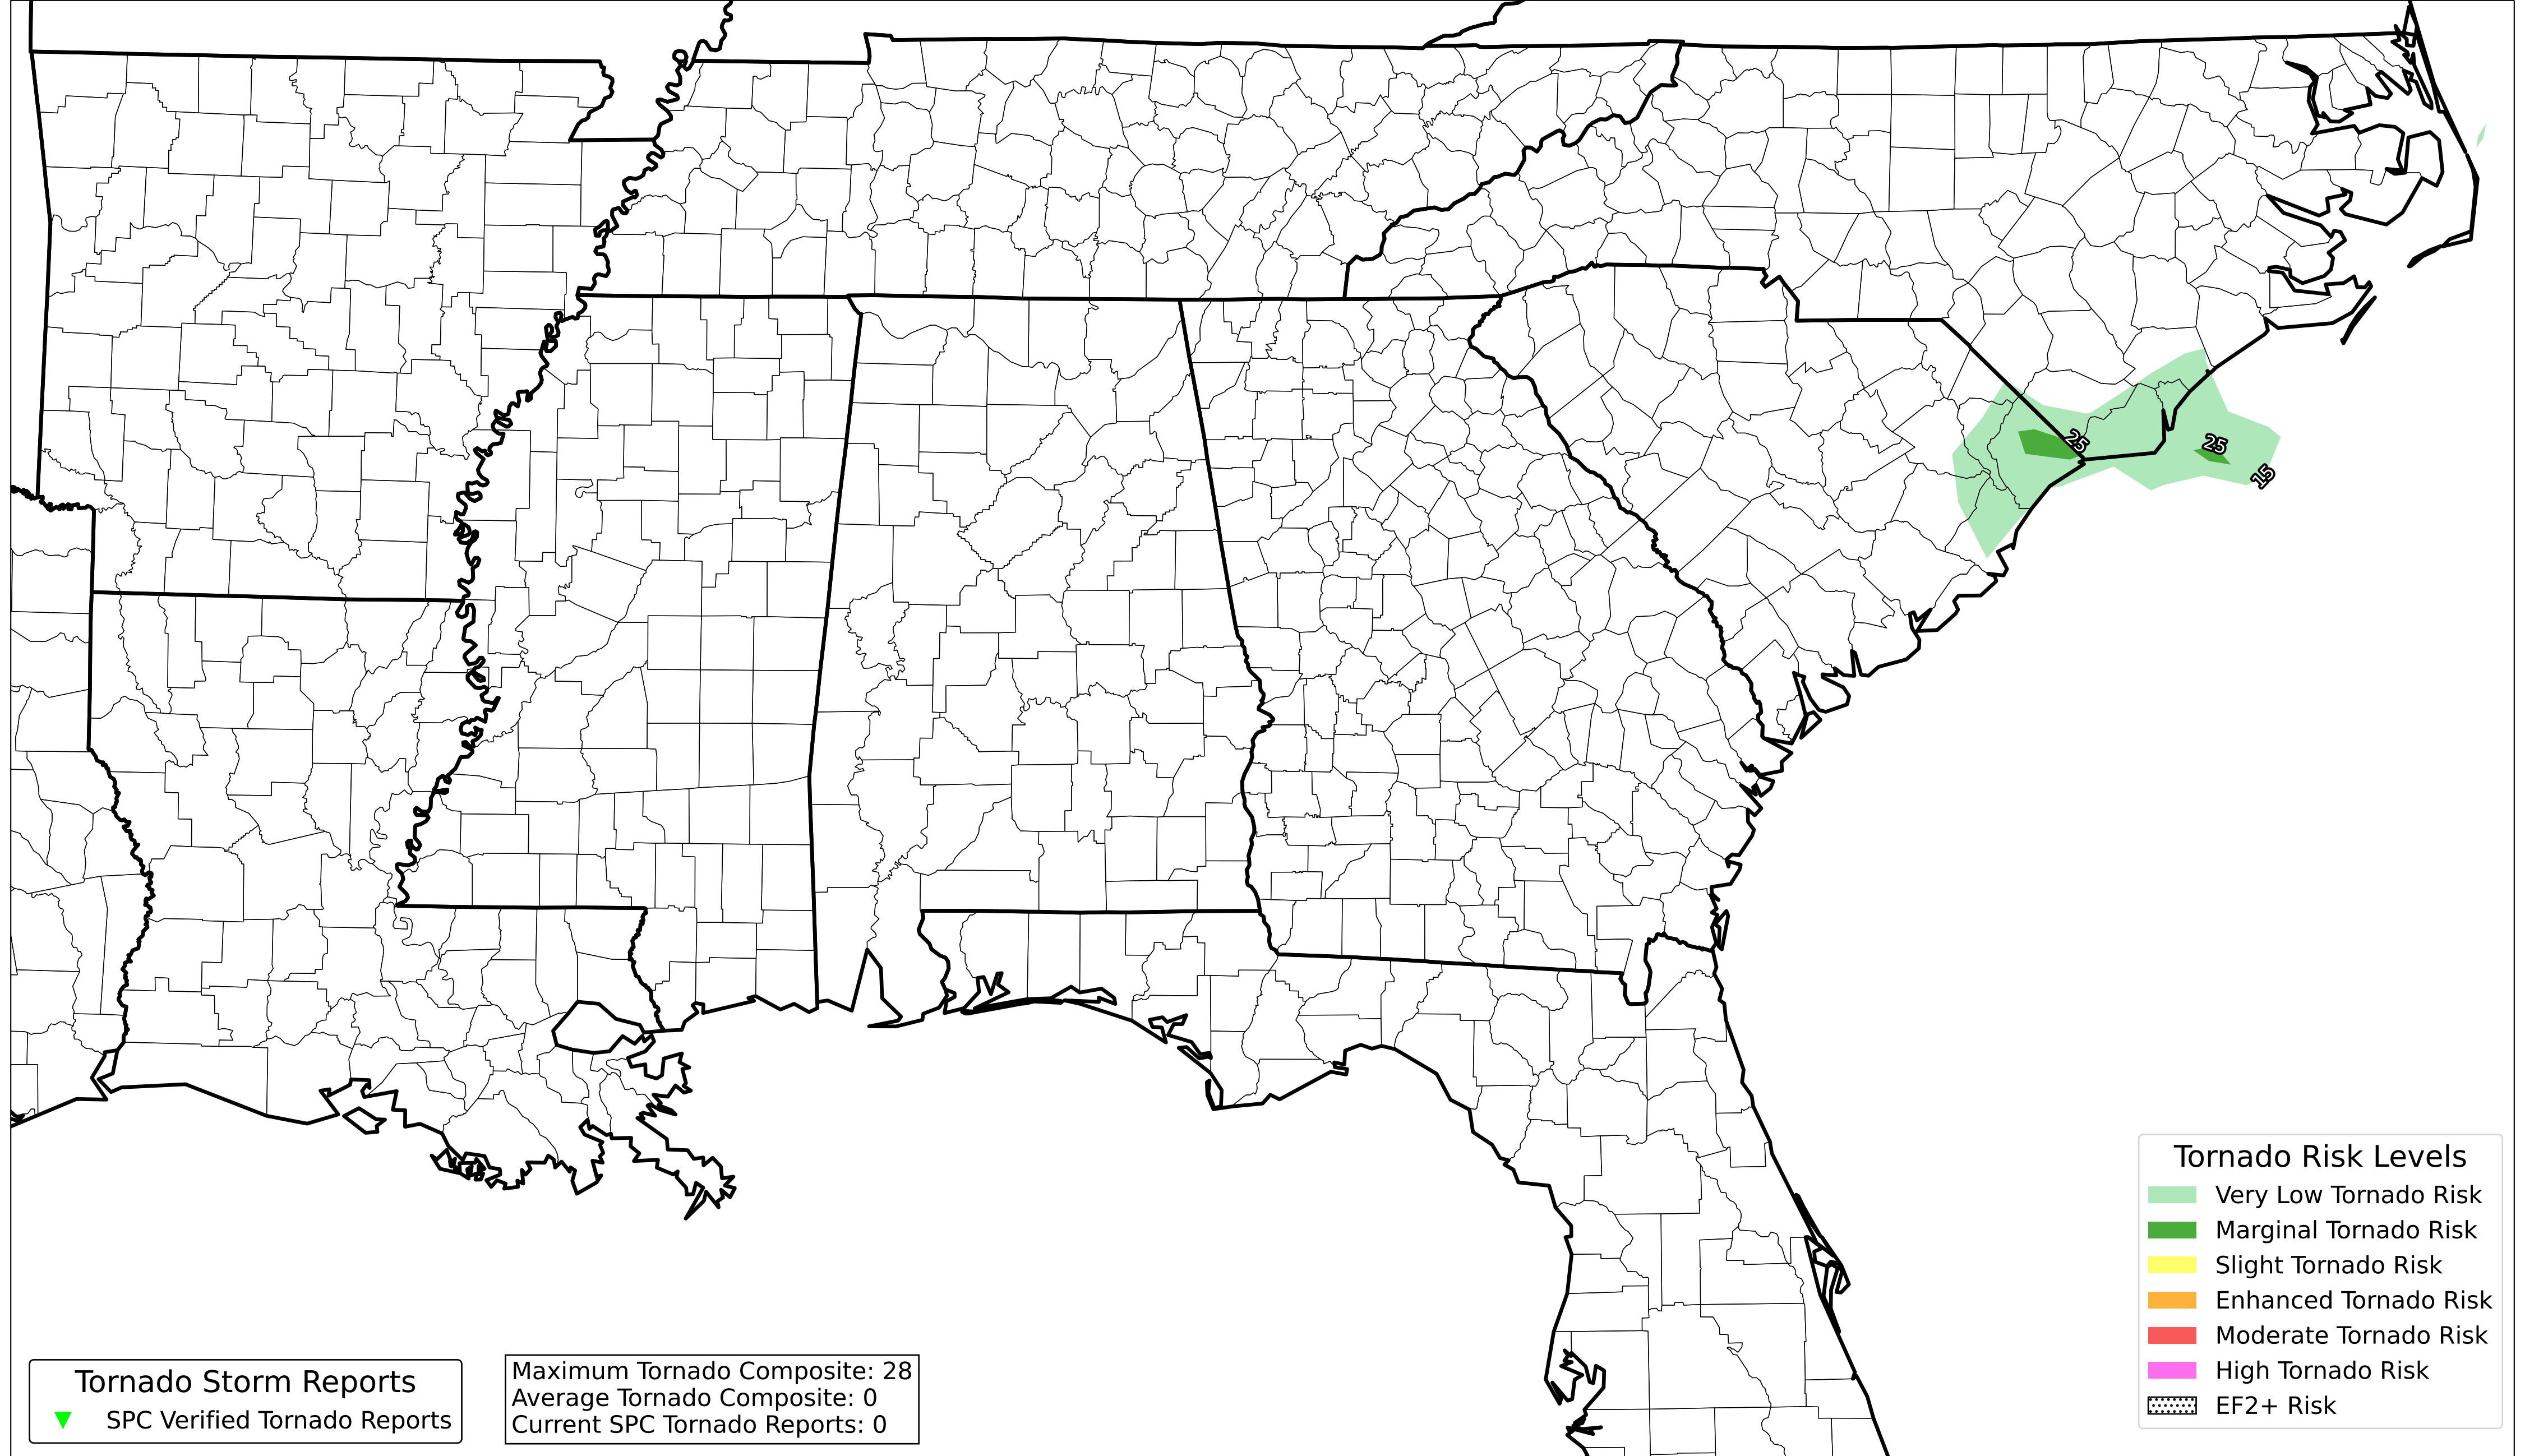 25
25
15
Tornado Risk Levels
Very Low Tornado Risk
Marginal Tornado Risk
Slight Tornado Risk
Enhanced Tornado Risk
Moderate Tornado Risk
High Tornado Risk
EF2+ Risk
Tornado Storm Reports
SPC Verified Tornado Reports
Maximum Tornado Composite: 28
Average Tornado Composite: 0
Current SPC Tornado Reports: 0